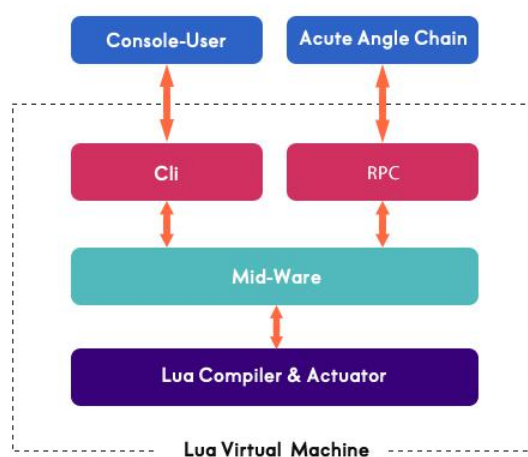 Console-User
Acute Angle Chain
Cli
RPC
Mid-Ware
Lua Compiler & Actuator
Lua Virtual Machine